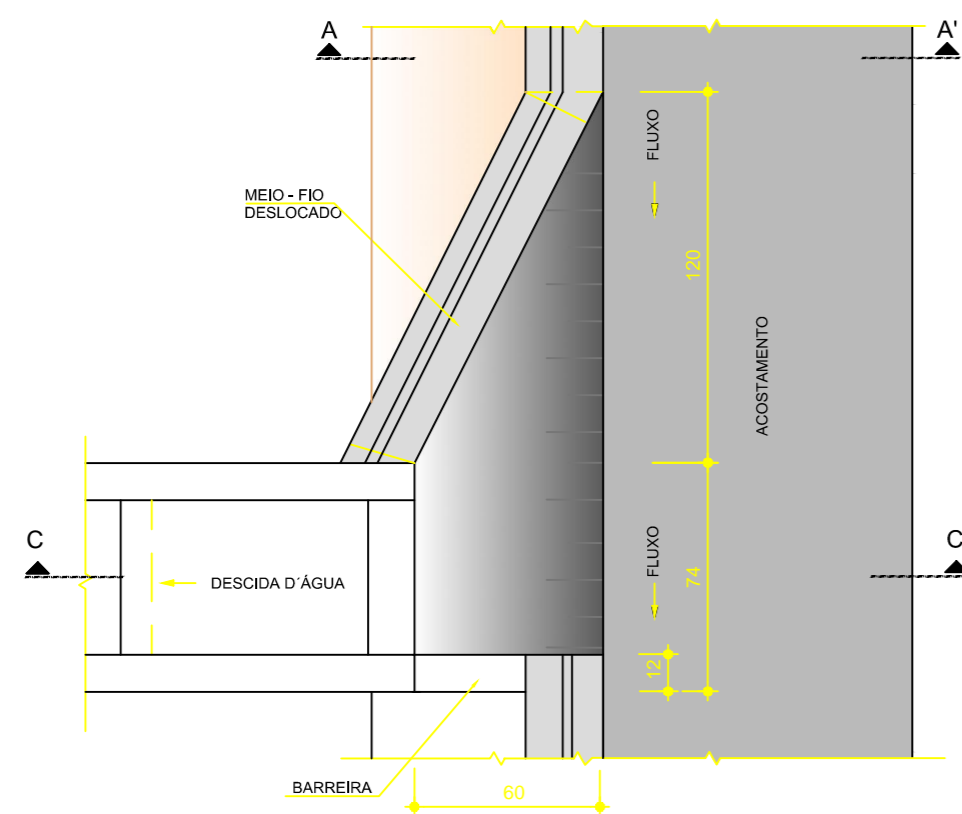 A
A'
FLUXO
MEIO - FIO
DESLOCADO
120
ACOSTAMENTO
C
C
FLUXO
74
DESCIDA D´ÁGUA
12
BARREIRA
60